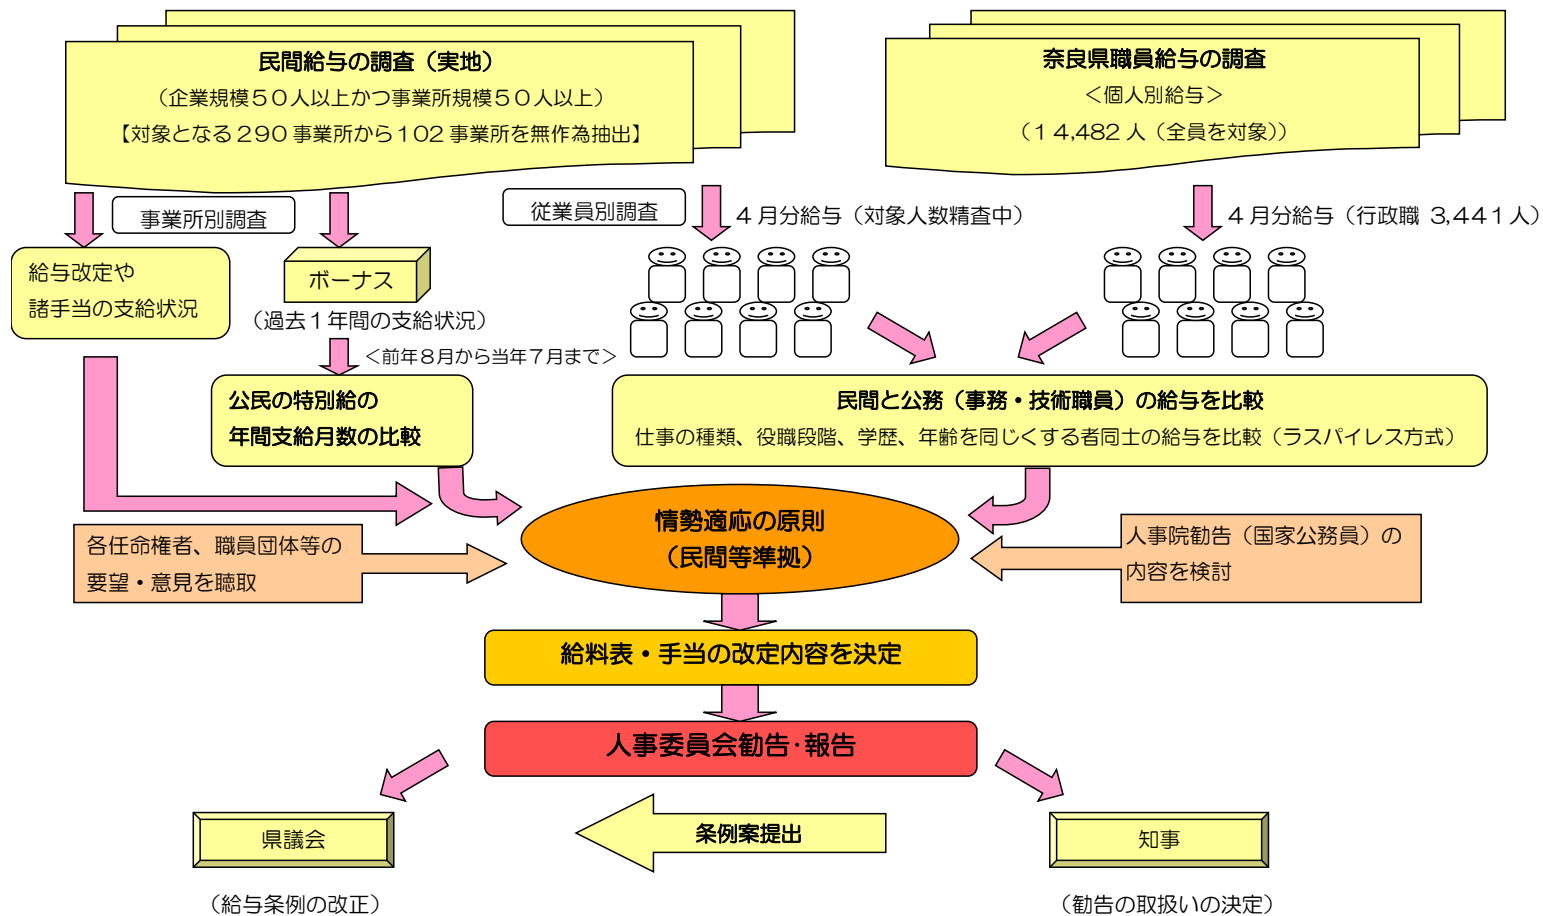 民間給与の調査（実地）
（企業規模５０人以上かつ事業所規模５０人以上）
【対象となる２９０事業所から１０２事業所を無作為抽出】
奈良県職員給与の調査
＜個人別給与＞
（１４,４８２人（全員を対象））
事業所別調査
従業員別調査
４月分給与（対象人数精査中）
４月分給与（行政職 ３,４４１人）
給与改定や
諸手当の支給状況
ボーナス
（過去１年間の支給状況）
＜前年８月から当年７月まで＞
公民の特別給の
年間支給月数の比較
民間と公務（事務・技術職員）の給与を比較
仕事の種類、役職段階、学歴、年齢を同じくする者同士の給与を比較（ラスパイレス方式）
情勢適応の原則
（民間等準拠）
各任命権者、職員団体等の
要望・意見を聴取
人事院勧告（国家公務員）の
内容を検討
給料表・手当の改定内容を決定
人事委員会勧告･報告
県議会
条例案提出
知事
（給与条例の改正）
（勧告の取扱いの決定）